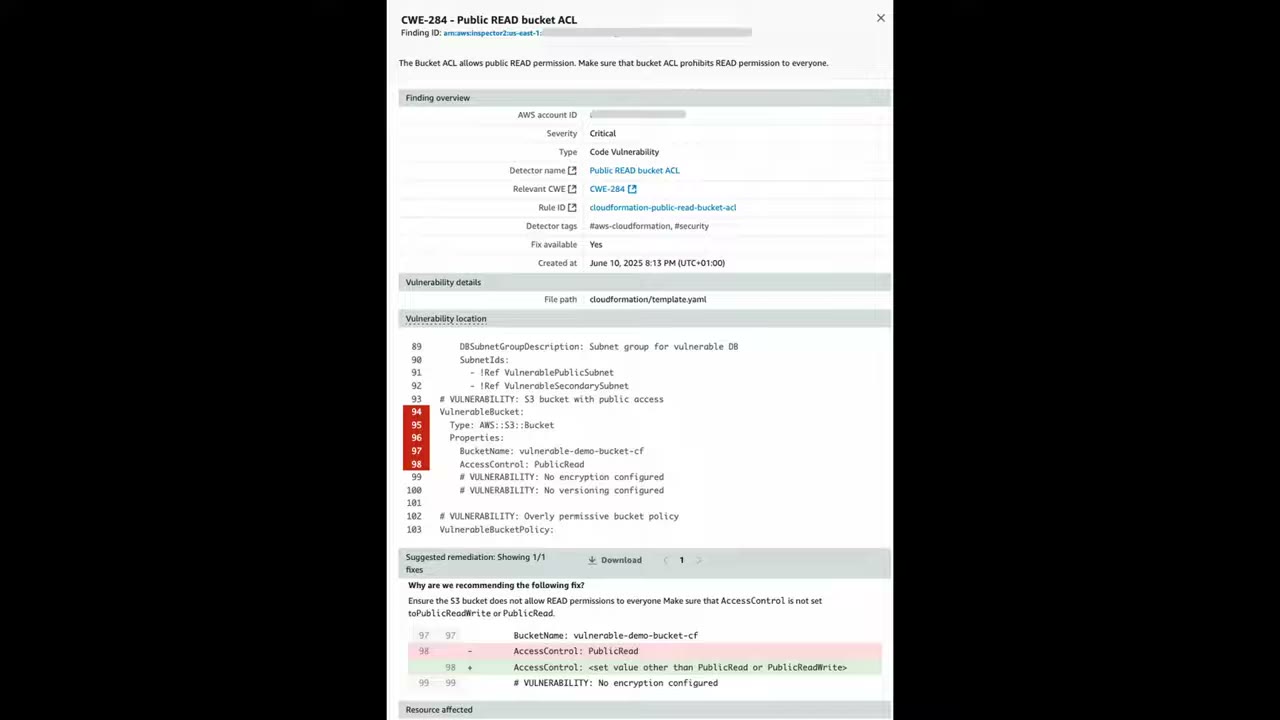 CWE-284 - Public READ bucket ACL
Finding ID: arn:aws:inspector2:us-east-1:
The Bucket ACL allows public READ permission. Make sure that bucket ACL prohibits READ permission to everyone.
Finding overview
AWS account ID
Severity Critical
Type Code Vulnerability
Detector name Public READ bucket ACL
Relevant CWE CWE-284
Rule ID cloudformation-public-read-bucket-acl
Detector tags #aws-cloudformation, #security
Fix available Yes
Created at June 10, 2025 8:13 PM (UTC+01:00)
Vulnerability details
File path cloudformation/template.yaml
Vulnerability location
89 DBSubnetGroupDescription: Subnet group for vulnerable DB
90 SubnetIds:
91 - !Ref VulnerablePublicSubnet
92 - !Ref VulnerableSecondarySubnet
93 # VULNERABILITY: S3 bucket with public access
94 VulnerableBucket:
95 Type: AWS::S3::Bucket
96 Properties:
97 BucketName: vulnerable-demo-bucket-cf
98 AccessControl: PublicRead
99 # VULNERABILITY: No encryption configured
100 # VULNERABILITY: No versioning configured
101
102 # VULNERABILITY: Overly permissive bucket policy
103 VulnerableBucketPolicy:
Suggested remediation: Showing 1/1
fixes
Download < 1 >
Why are we recommending the following fix?
Ensure the S3 bucket does not allow READ permissions to everyone Make sure that AccessControl is not set
toPublicReadWrite or PublicRead.
97 97 BucketName: vulnerable-demo-bucket-cf
98 - AccessControl: PublicRead
98 + AccessControl: <set value other than PublicRead or PublicReadWrite>
99 99 # VULNERABILITY: No encryption configured
Resource affected